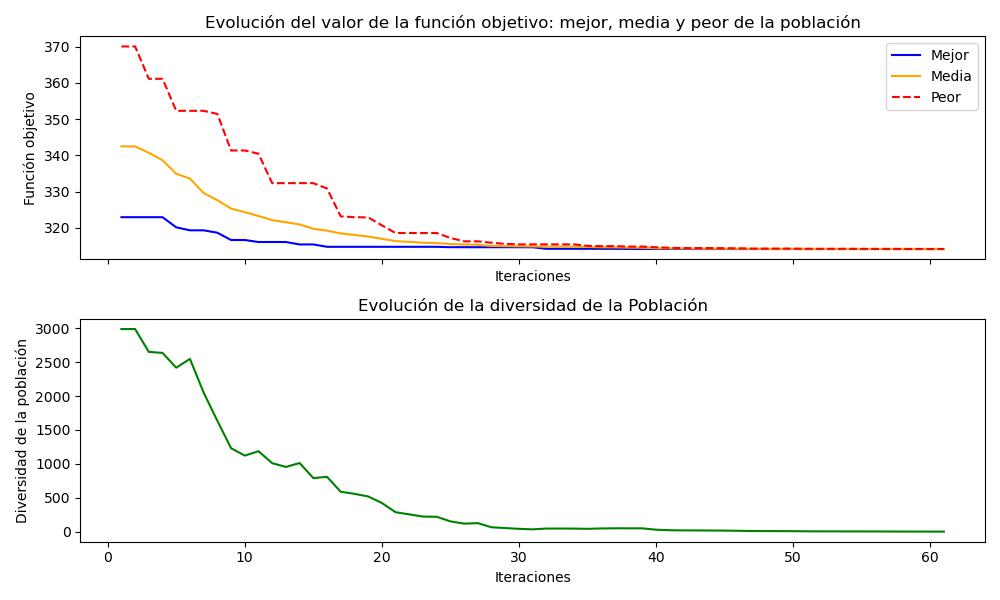 Evolución del valor de la función objetivo: mejor, media y peor de la población
370
360
350
340
330
320
Función objetivo
Mejor
Media
Peor
Iteraciones
Evolución de la diversidad de la Población
3000
2500
2000
1500
1000
500
0
Diversidad de la población
0 10 20 30 40 50 60
Iteraciones